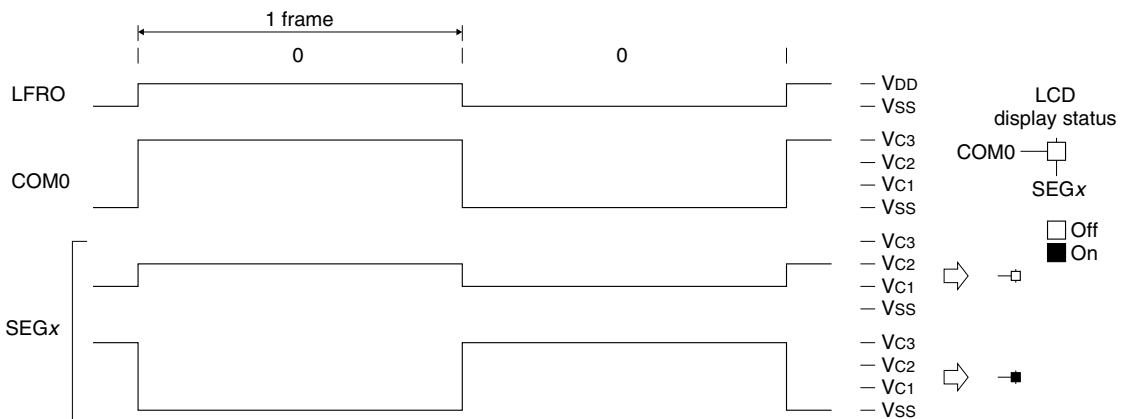 1 frame
0 0
LFRO
VDD
VSS
LCD
display status
COM0
SEGx
COM0
VC3
VC2
VC1
VSS
Off
On
SEGx
VC3
VC2
VC1
VSS
VC3
VC2
VC1
VSS